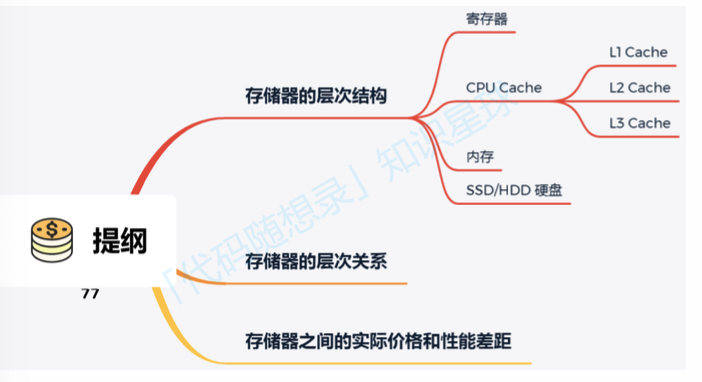 寄存器
L1 Cache
CPU Cache
L2 Cache
存储器的层次结构
L3 Cache
内存
SSD/HDD 硬盘
提纲
存储器的层次关系
77
存储器之间的实际价格和性能差距
「代码随想录」知识星球